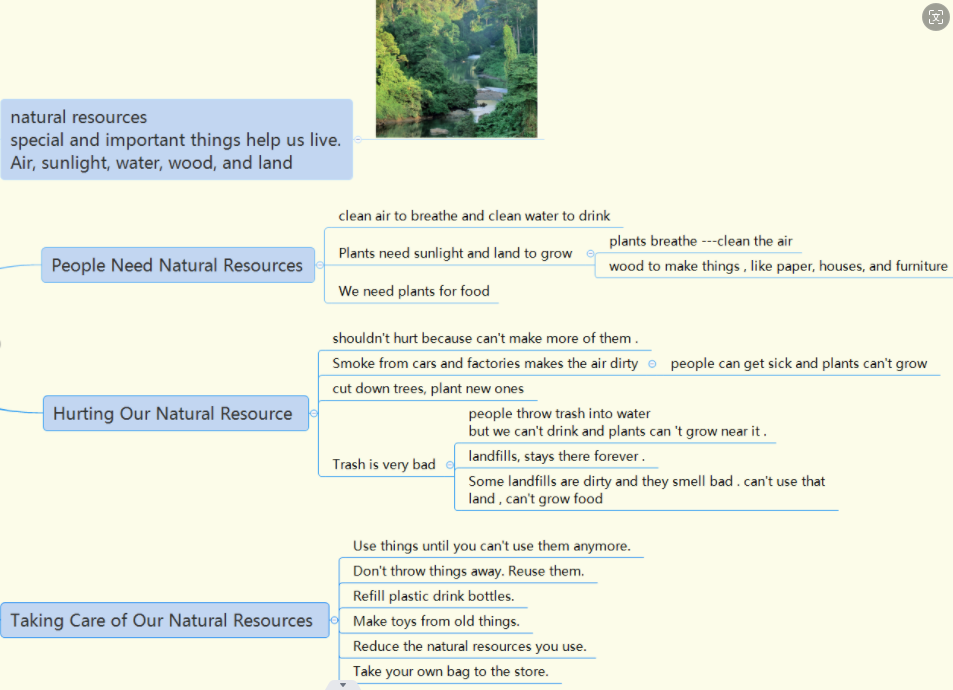 natural resources
special and important things help us live.
Air, sunlight, water, wood, and land
People Need Natural Resources
clean air to breathe and clean water to drink
Plants need sunlight and land to grow
plants breathe ---clean the air
wood to make things , like paper, houses, and furniture
We need plants for food
Hurting Our Natural Resource
shouldn't hurt because can't make more of them .
Smoke from cars and factories makes the air dirty
people can get sick and plants can't grow
cut down trees, plant new ones
Trash is very bad
people throw trash into water
but we can't drink and plants can 't grow near it .
landfills, stays there forever .
Some landfills are dirty and they smell bad . can't use that
land , can't grow food
Taking Care of Our Natural Resources
Use things until you can't use them anymore.
Don't throw things away. Reuse them.
Refill plastic drink bottles.
Make toys from old things.
Reduce the natural resources you use.
Take your own bag to the store.